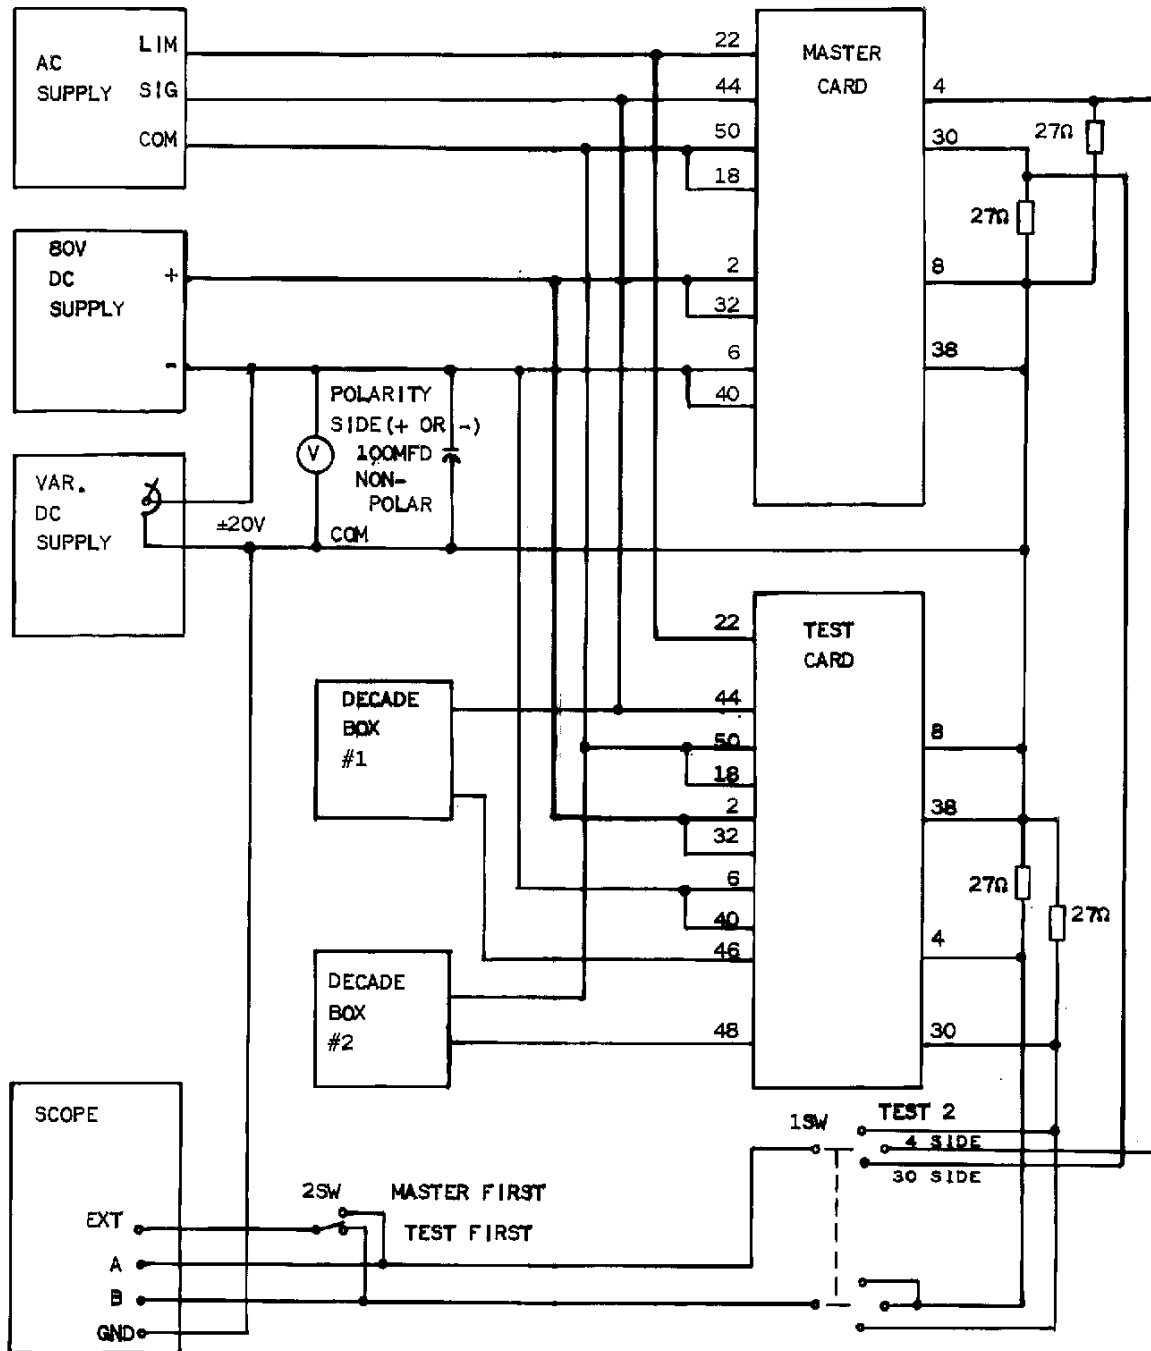 AC
SUPPLY
LIM
SIG
COM
22
44
50
18
MASTER
CARD
4
30
27Ω
27Ω
80V
DC
SUPPLY
+
-
2
32
6
40
8
38
POLARITY
SIDE (+ OR -)
100MFD
NON-
POLAR
V
VAR.
DC
SUPPLY
±20V
COM
22
TEST
CARD
DECADE
BOX
#1
44
50
18
2
32
6
40
46
8
38
27Ω
27Ω
4
DECADE
BOX
#2
48
30
SCOPE
1SW
TEST 2
4 SIDE
30 SIDE
2SW
MASTER FIRST
TEST FIRST
EXT
A
B
GND